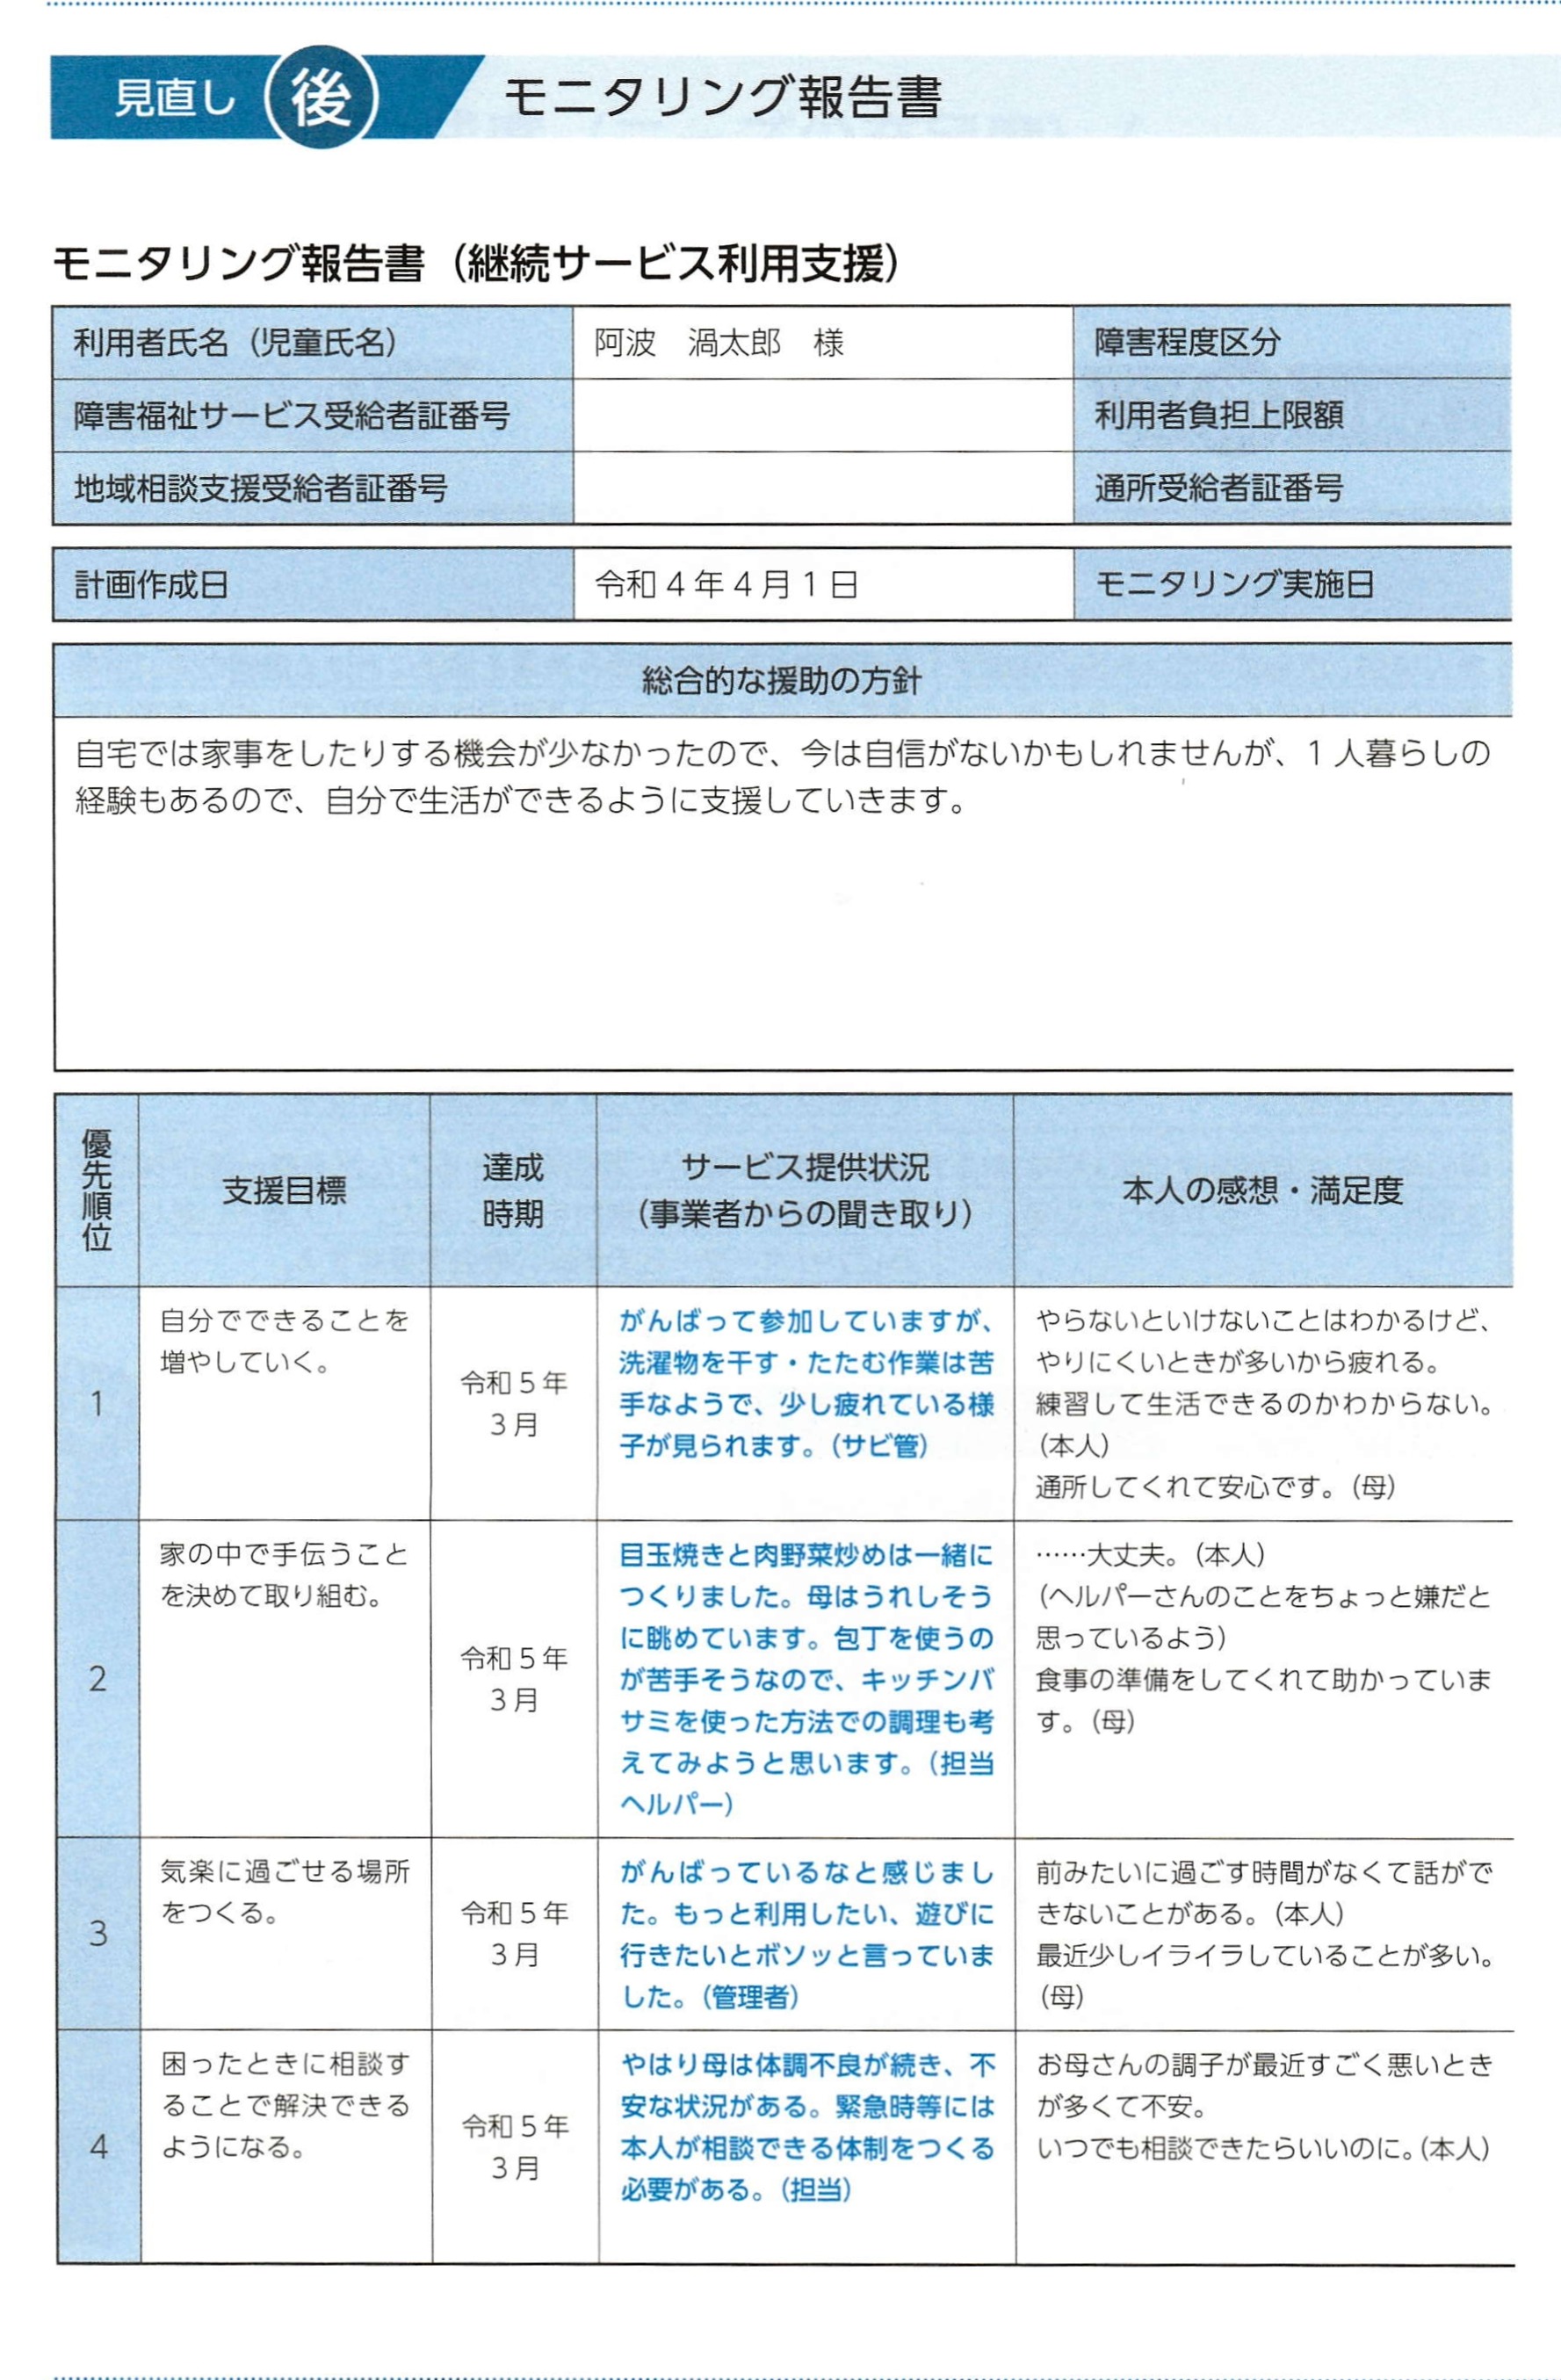 見直し 後 モニタリング報告書
モニタリング報告書（継続サービス利用支援）
利用者氏名（児童氏名） 阿波　渦太郎　様 障害程度区分
障害福祉サービス受給者証番号 利用者負担上限額
地域相談支援受給者証番号 通所受給者証番号
計画作成日 令和４年４月１日 モニタリング実施日
総合的な援助の方針
自宅では家事をしたりする機会が少なかったので、今は自信がないかもしれませんが、１人暮らしの
経験もあるので、自分で生活ができるように支援していきます。
優先順位
支援目標
達成
時期
サービス提供状況
（事業者からの聞き取り）
本人の感想・満足度
1
自分でできることを
増やしていく。
令和５年
３月
がんばって参加していますが、
洗濯物を干す・たたむ作業は苦
手なようで、少し疲れている様
子が見られます。（サビ管）
やらないといけないことはわかるけど、
やりにくいときが多いから疲れる。
練習して生活できるのかわからない。
（本人）
通所してくれて安心です。（母）
2
家の中で手伝うこと
を決めて取り組む。
令和５年
３月
目玉焼きと肉野菜炒めは一緒に
つくりました。母はうれしそう
に眺めています。包丁を使うの
が苦手そうなので、キッチンバ
サミを使った方法での調理も考
えてみようと思います。（担当
ヘルパー）
……大丈夫。（本人）
（ヘルパーさんのことをちょっと嫌だと
思っているよう）
食事の準備をしてくれて助かっていま
す。（母）
3
気楽に過ごせる場所
をつくる。
令和５年
３月
がんばっているなと感じまし
た。もっと利用したい、遊びに
行きたいとボソッと言っていま
した。（管理者）
前みたいに過ごす時間がなくて話がで
きないことがある。（本人）
最近少しイライラしていることが多い。
（母）
4
困ったときに相談す
ることで解決できる
ようになる。
令和５年
３月
やはり母は体調不良が続き、不
安な状況がある。緊急時等には
本人が相談できる体制をつくる
必要がある。（担当）
お母さんの調子が最近すごく悪いとき
が多くて不安。
いつでも相談できたらいいのに。（本人）